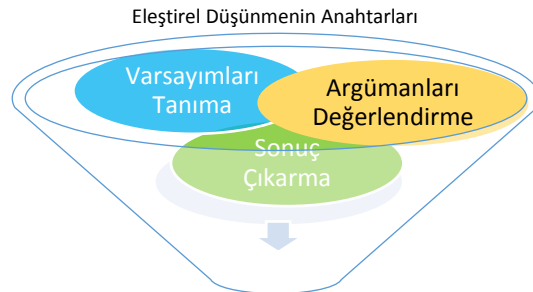 Eleştirel Düşünmenin Anahtarları
Varsayımları
Tanıma
Argümanları
Değerlendirme
Sonuç
Çıkarma